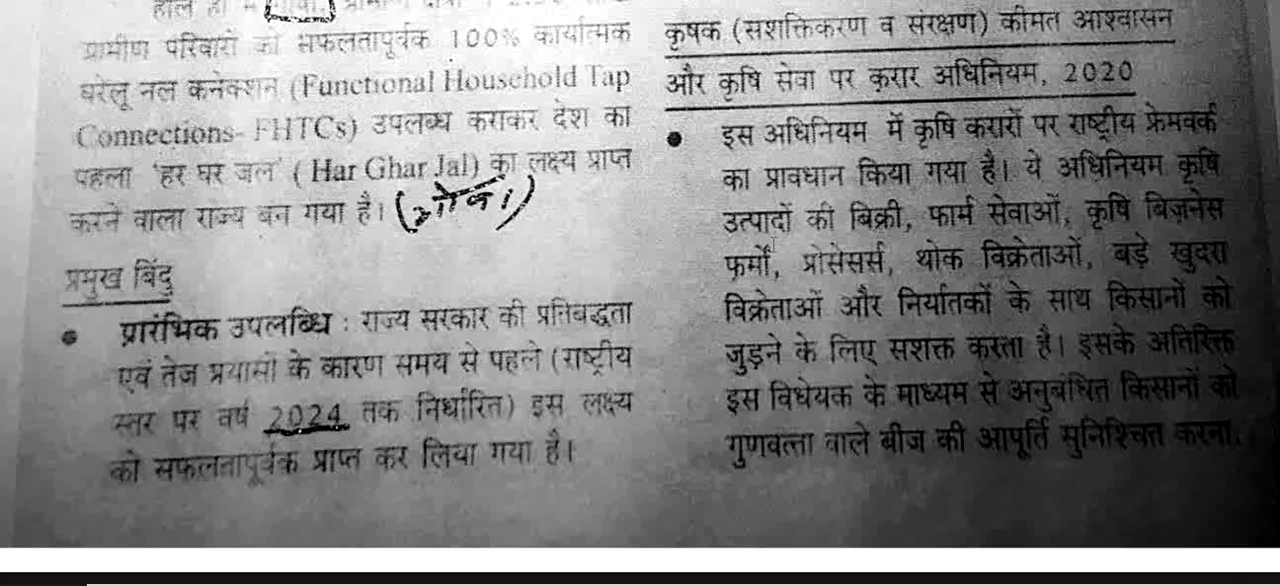 हाल ही में गोवा, ग्रामीण
ग्रामीण परिवारों को सफलतापूर्वक 100% कार्यात्मक
घरेलू नल कनेक्शन (Functional Household Tap
Connections- FHTCs) उपलब्ध कराकर देश का
पहला 'हर घर जल' ( Har Ghar Jal) का लक्ष्य प्राप्त
करने वाला राज्य बन गया है। (गोवा)
प्रमुख बिंदु
● प्रारंभिक उपलब्धि : राज्य सरकार की प्रतिबद्धता
एवं तेज प्रयासों के कारण समय से पहले (राष्ट्रीय
स्तर पर वर्ष 2024 तक निर्धारित) इस लक्ष्य
को सफलतापूर्वक प्राप्त कर लिया गया है।
कृषक (सशक्तिकरण व संरक्षण) कीमत आश्वासन
और कृषि सेवा पर करार अधिनियम, 2020
● इस अधिनियम में कृषि करारों पर राष्ट्रीय फ्रेमवर्क
का प्रावधान किया गया है। ये अधिनियम कृषि
उत्पादों की बिक्री, फार्म सेवाओं, कृषि बिज़नेस
फर्मों, प्रोसेसर्स, थोक विक्रेताओं, बड़े खुदरा
विक्रेताओं और निर्यातकों के साथ किसानों को
जुड़ने के लिए सशक्त करता है। इसके अतिरिक्त
इस विधेयक के माध्यम से अनुबंधित किसानों को
गुणवत्ता वाले बीज की आपूर्ति सुनिश्चित करना,